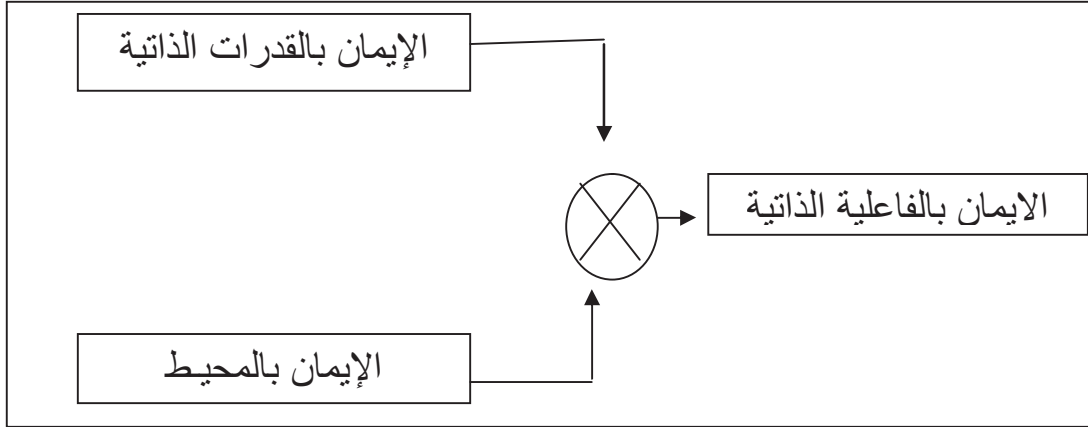 الإيمان بالقدرات الذاتية
الايمان بالفاعلية الذاتية
الإيمان بالمحيط